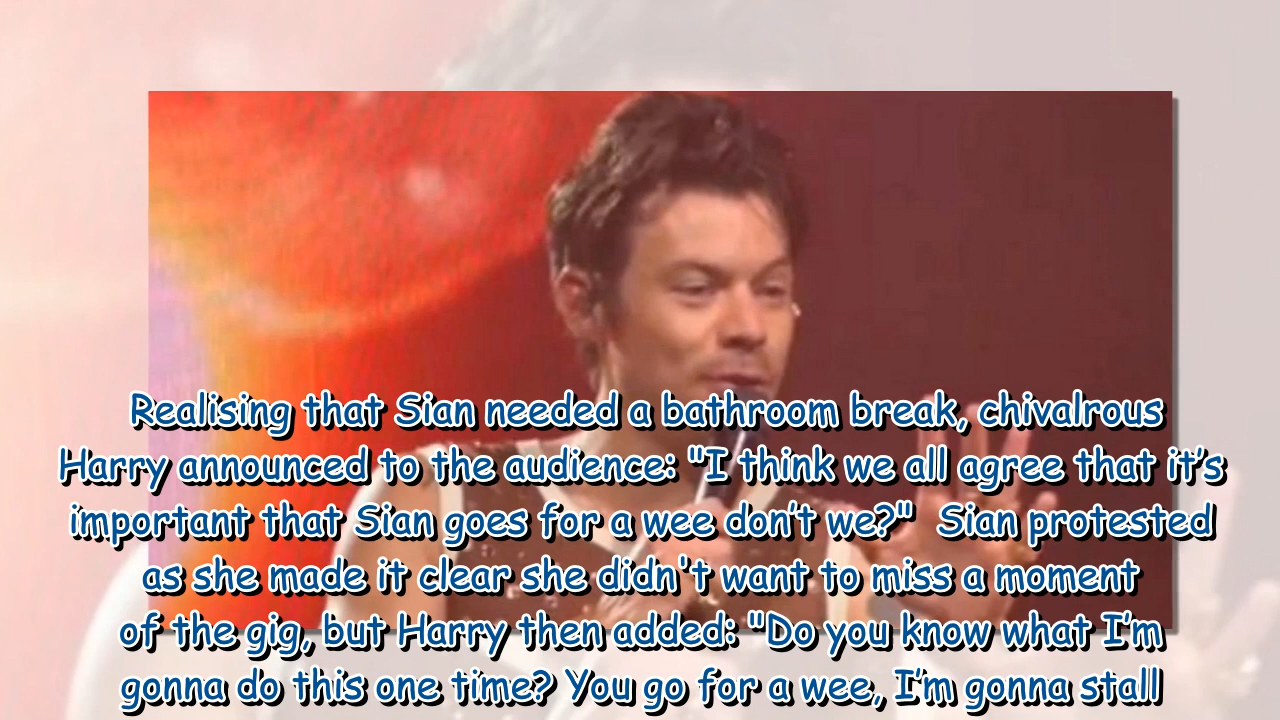 Realising that Sian needed a bathroom break, chivalrous
Harry announced to the audience: "I think we all agree that it’s
important that Sian goes for a wee don’t we?"  Sian protested
as she made it clear she didn't want to miss a moment
of the gig, but Harry then added: "Do you know what I’m
gonna do this one time? You go for a wee, I’m gonna stall